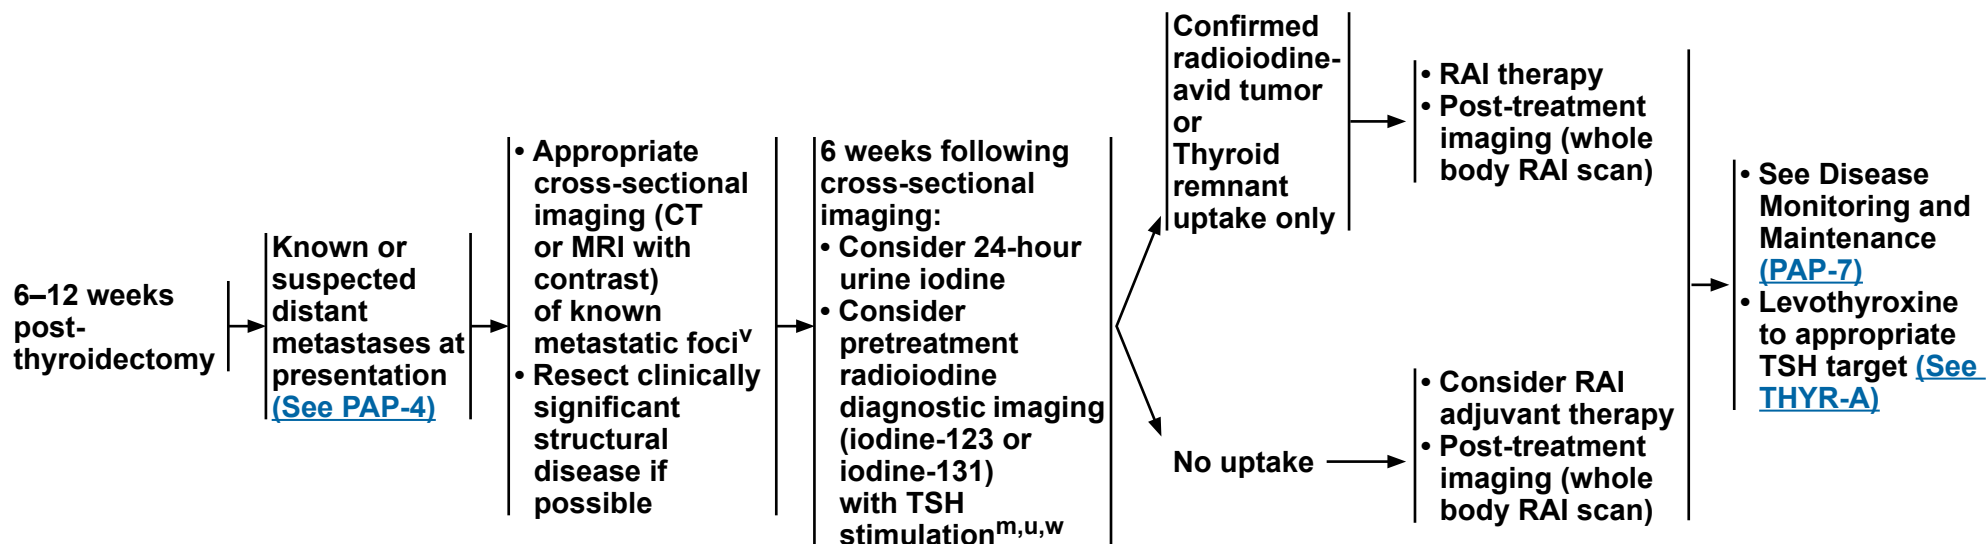 6–12 weeks
post-
thyroidectomy
Known or
suspected
distant
metastases at
presentation
(See PAP-4)
• Appropriate
cross-sectional
imaging (CT
or MRI with
contrast)
of known
metastatic fociv
• Resect clinically
significant
structural
disease if
possible
6 weeks following
cross-sectional
imaging:
• Consider 24-hour
urine iodine
• Consider
pretreatment
radioiodine
diagnostic imaging
(iodine-123 or
iodine-131)
with TSH
stimulationm,u,w
Confirmed
radioiodine-
avid tumor
or
Thyroid
remnant
uptake only
• RAI therapy
• Post-treatment
imaging (whole
body RAI scan)
No uptake
• Consider RAI
adjuvant therapy
• Post-treatment
imaging (whole
body RAI scan)
• See Disease
Monitoring and
Maintenance
(PAP-7)
• Levothyroxine
to appropriate
TSH target (See
THYR-A)